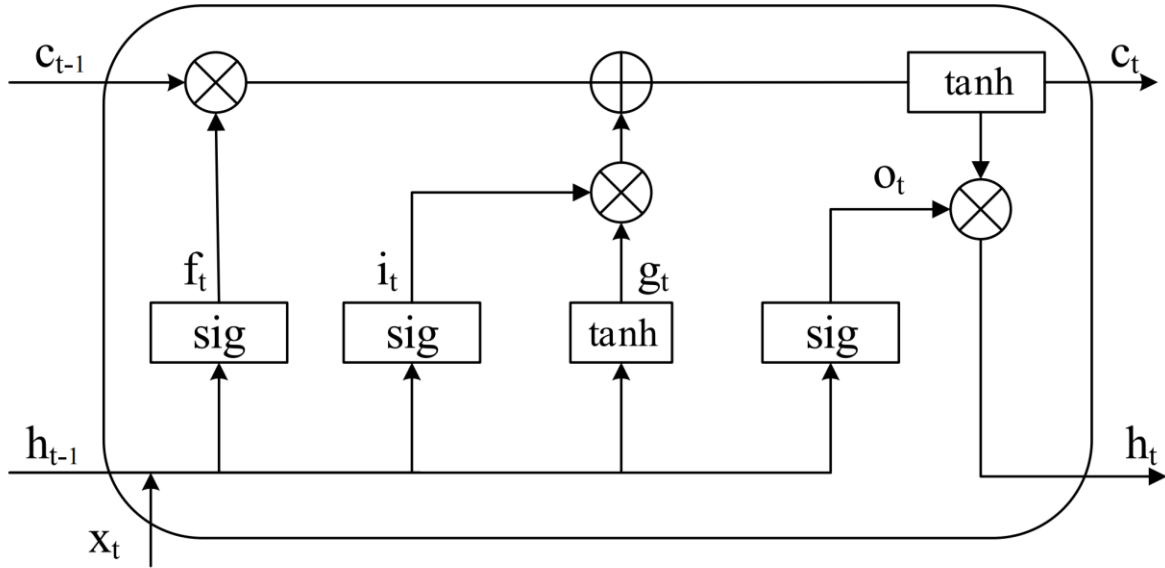 c_{t-1}
tanh
c_t
o_t
f_t
i_t
g_t
sig
sig
tanh
sig
h_{t-1}
h_t
x_t